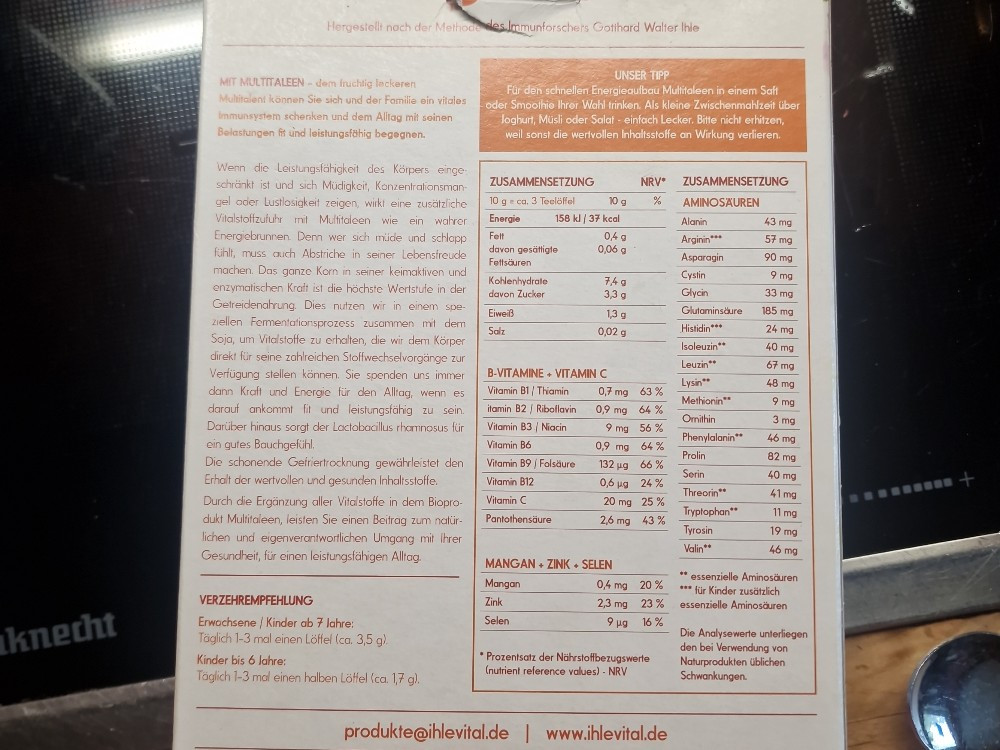 Hergestellt nach der Methode des Immunforschers Gotthard Walter Ihle
MIT MULTITALEEN - dem fruchtig leckeren
Multitalent können Sie sich und der Familie ein vitales
Immunsystem schenken und dem Alltag mit seinen
Belastungen fit und leistungsfähig begegnen.
Wenn die Leistungsfähigkeit des Körpers einge-
schränkt ist und sich Müdigkeit, Konzentrationsman-
gel oder Lustlosigkeit zeigen, wirkt eine zusätzliche
Vitalstoffzufuhr mit Multitaleen wie ein wahrer
Energiebrunnen. Denn wer sich müde und schlapp
fühlt, muss auch Abstriche in seiner Lebensfreude
machen. Das ganze Korn in seiner keimaktiven und
enzymatischen Kraft ist die höchste Wertstufe in der
Getreidenahrung. Dies nutzen wir in einem spe-
ziellen Fermentationsprozess zusammen mit dem
Soja, um Vitalstoffe zu erhalten, die wir dem Körper
direkt für seine zahlreichen Stoffwechselvorgänge zur
Verfügung stellen können. Sie spenden uns immer
dann Kraft und Energie für den Alltag, wenn es
darauf ankommt fit und leistungsfähig zu sein.
Darüber hinaus sorgt der Lactobacillus rhamnosus für
ein gutes Bauchgefühl.
Die schonende Gefriertrocknung gewährleistet den
Erhalt der wertvollen und gesunden Inhaltsstoffe.
Durch die Ergänzung aller Vitalstoffe in dem Biopro-
dukt Multitaleen, leisten Sie einen Beitrag zum natür-
lichen und eigenverantwortlichen Umgang mit Ihrer
Gesundheit, für einen leistungsfähigen Alltag.
VERZEHREMPFEHLUNG
Erwachsene / Kinder ab 7 Jahre:
Täglich 1-3 mal einen Löffel (ca. 3,5 g).
Kinder bis 6 Jahre:
Täglich 1-3 mal einen halben Löffel (ca. 1,7 g).
UNSER TIPP
Für den schnellen Energieaufbau Multitaleen in einem Saft
oder Smoothie Ihrer Wahl trinken. Als kleine Zwischenmahlzeit über
Joghurt, Müsli oder Salat - einfach Lecker. Bitte nicht erhitzen,
weil sonst die wertvollen Inhaltsstoffe an Wirkung verlieren.
ZUSAMMENSETZUNG NRV*
10 g = ca. 3 Teelöffel 10 g %
Energie 158 kJ / 37 kcal
Fett 0,4 g
davon gesättigte 0,06 g
Fettsäuren
Kohlenhydrate 7,4 g
davon Zucker 3,3 g
Eiweiß 1,3 g
Salz 0,02 g
B-VITAMINE + VITAMIN C
Vitamin B1 / Thiamin 0,7 mg 63 %
itamin B2 / Riboflavin 0,9 mg 64 %
Vitamin B3 / Niacin 9 mg 56 %
Vitamin B6 0,9 mg 64 %
Vitamin B9 / Folsäure 132 µg 66 %
Vitamin B12 0,6 µg 24 %
Vitamin C 20 mg 25 %
Pantothensäure 2,6 mg 43 %
MANGAN + ZINK + SELEN
Mangan 0,4 mg 20 %
Zink 2,3 mg 23 %
Selen 9 µg 16 %
* Prozentsatz der Nährstoffbezugswerte
(nutrient reference values) - NRV
ZUSAMMENSETZUNG
AMINOSÄUREN
Alanin 43 mg
Arginin*** 57 mg
Asparagin 90 mg
Cystin 9 mg
Glycin 33 mg
Glutaminsäure 185 mg
Histidin*** 24 mg
Isoleuzin** 40 mg
Leuzin** 67 mg
Lysin** 48 mg
Methionin** 9 mg
Ornithin 3 mg
Phenylalanin** 46 mg
Prolin 82 mg
Serin 40 mg
Threorin** 41 mg
Tryptophan** 11 mg
Tyrosin 19 mg
Valin** 46 mg
** essenzielle Aminosäuren
*** für Kinder zusätzlich
essenzielle Aminosäuren
Die Analysewerte unterliegen
den bei Verwendung von
Naturprodukten üblichen
Schwankungen.
produkte@ihlevital.de | www.ihlevital.de
uknecht